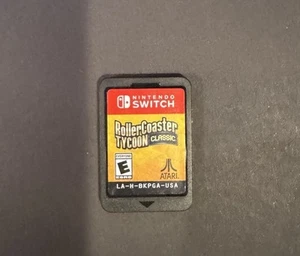 NINTENDO
SWITCH
RollerCoaster
TYCOON CLASSIC
E
ATARI
LA-H-BKPGA-USA